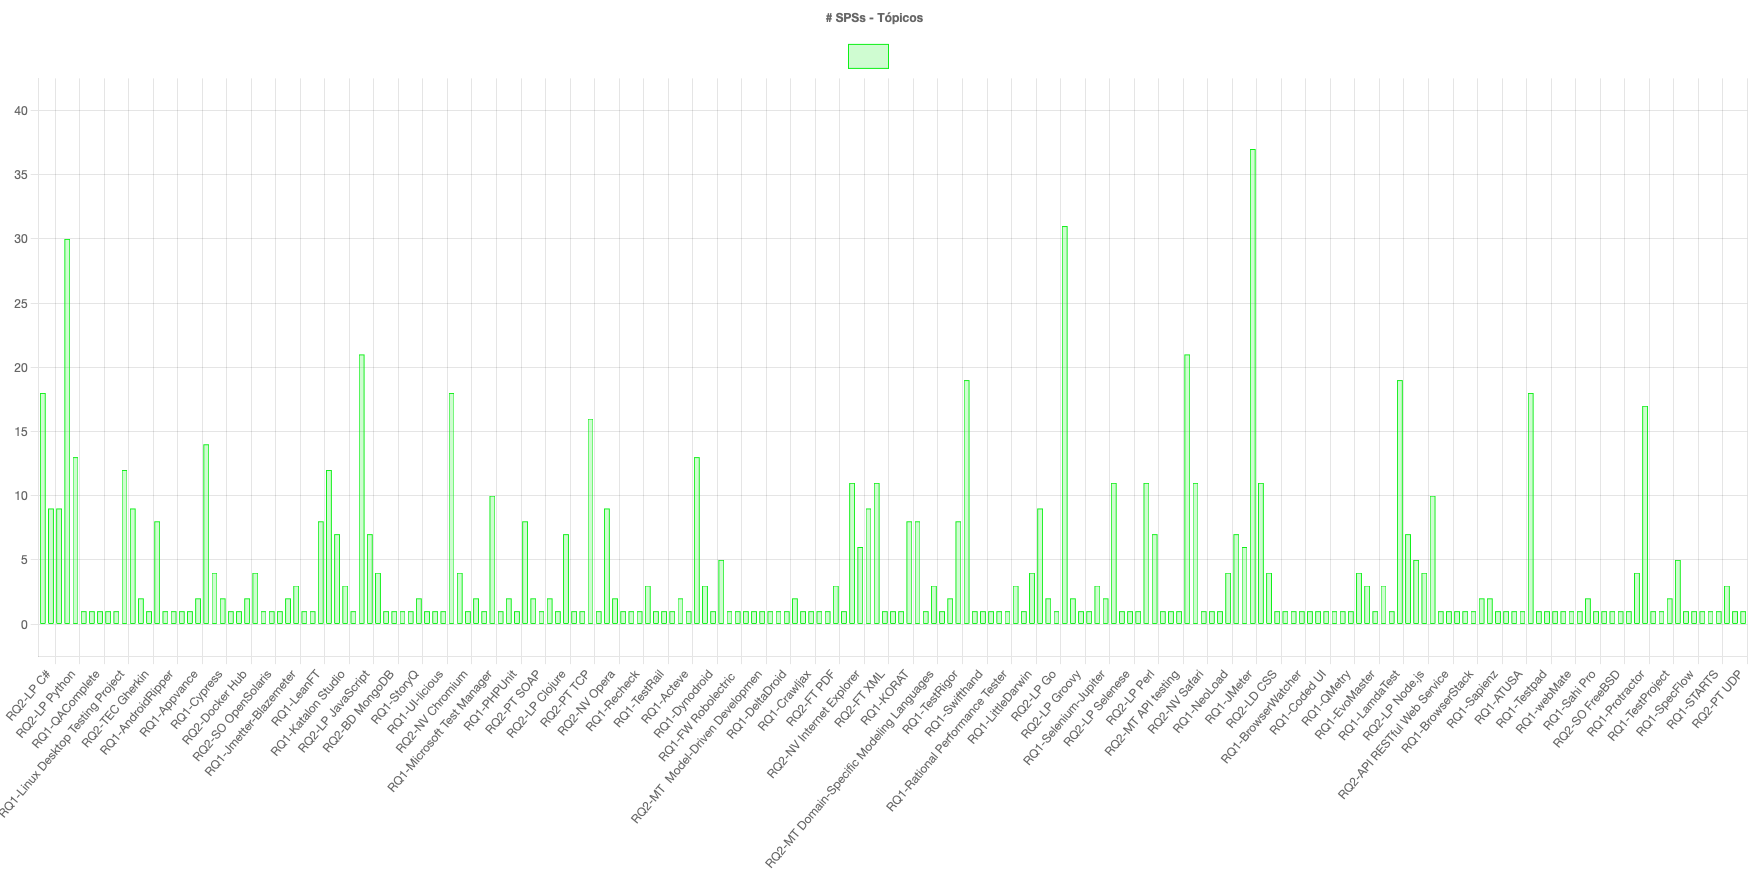 # SPSs - Tópicos
40
35
30
25
20
15
10
5
0
RQ2-LP C#
RQ2-LP Python
RQ1-QAComplete
RQ1-Linux Desktop Testing Project
RQ2-TEC Gherkin
RQ1-AndroidRipper
RQ1-Appvance
RQ1-Cypress
RQ2-Docker Hub
RQ2-SO OpenSolaris
RQ1-Jmetter-Blazemeter
RQ1-LeanFT
RQ1-Katalon Studio
RQ2-LP JavaScript
RQ2-BD MongoDB
RQ1-StoryQ
RQ1-UI-licious
RQ2-NV Chromium
RQ1-Microsoft Test Manager
RQ1-PHPUnit
RQ2-PT SOAP
RQ2-LP Clojure
RQ2-PT TCP
RQ2-NV Opera
RQ1-Recheck
RQ1-TestRail
RQ1-Acteve
RQ1-Dynodroid
RQ1-FW Robolectric
RQ2-MT Model-Driven Developmen
RQ1-DeltaDroid
RQ1-Crawljax
RQ2-FT PDF
RQ2-NV Internet Explorer
RQ2-FT XML
RQ1-KORAT
RQ2-MT Domain-Specific Modeling Languages
RQ1-TestRigor
RQ1-Swifthand
RQ1-Rational Performance Tester
RQ1-LittleDarwin
RQ2-LP Go
RQ2-LP Groovy
RQ1-Selenium-Jupiter
RQ2-LP Selenese
RQ2-LP Perl
RQ2-MT API testing
RQ2-NV Safari
RQ1-NeoLoad
RQ1-JMeter
RQ2-LD CSS
RQ1-BrowserWatcher
RQ1-Coded UI
RQ1-QMetry
RQ1-EvoMaster
RQ1-LamdaTest
RQ2-LP Node.js
RQ2-API RESTful Web Service
RQ1-BrowserStack
RQ1-Sapienz
RQ1-ATUSA
RQ1-Testpad
RQ1-webMate
RQ1-Sahi Pro
RQ2-SO FreeBSD
RQ1-Protractor
RQ1-TestProject
RQ1-SpecFlow
RQ1-STARTS
RQ2-PT UDP